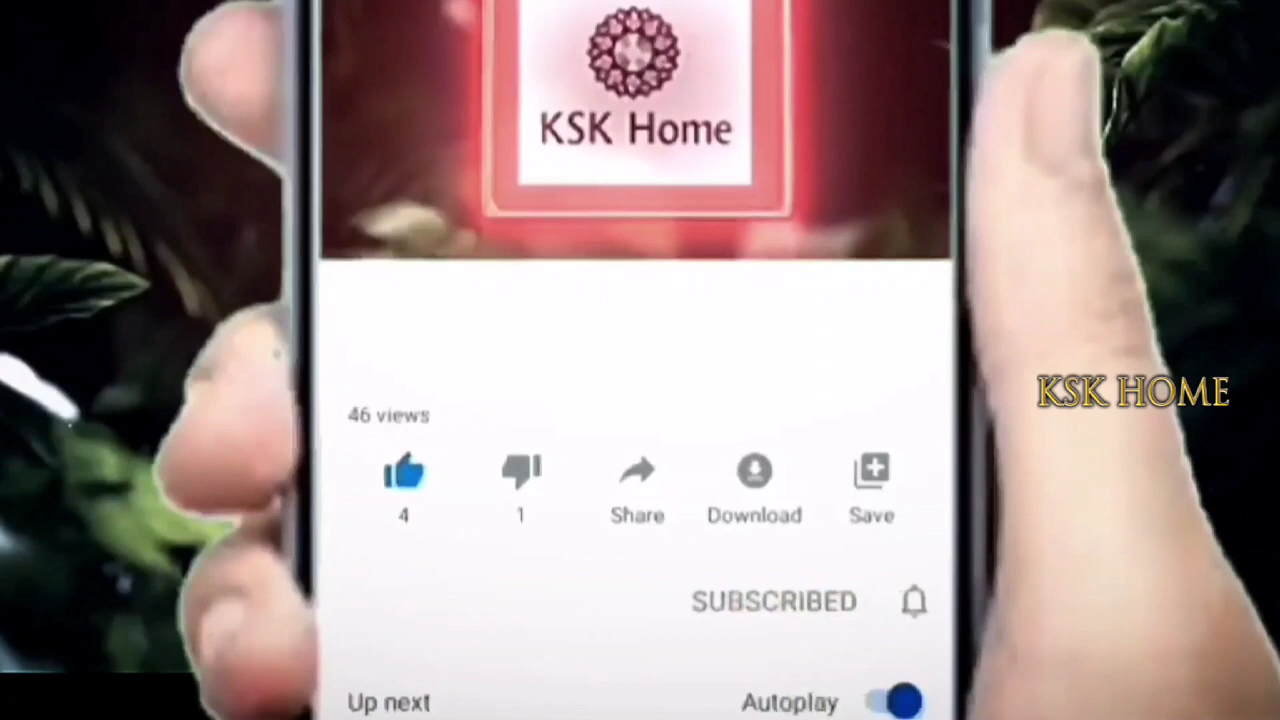 KSK Home
KSK HOME
46 views
4
1
Share
Download
Save
SUBSCRIBED
Up next
Autoplay